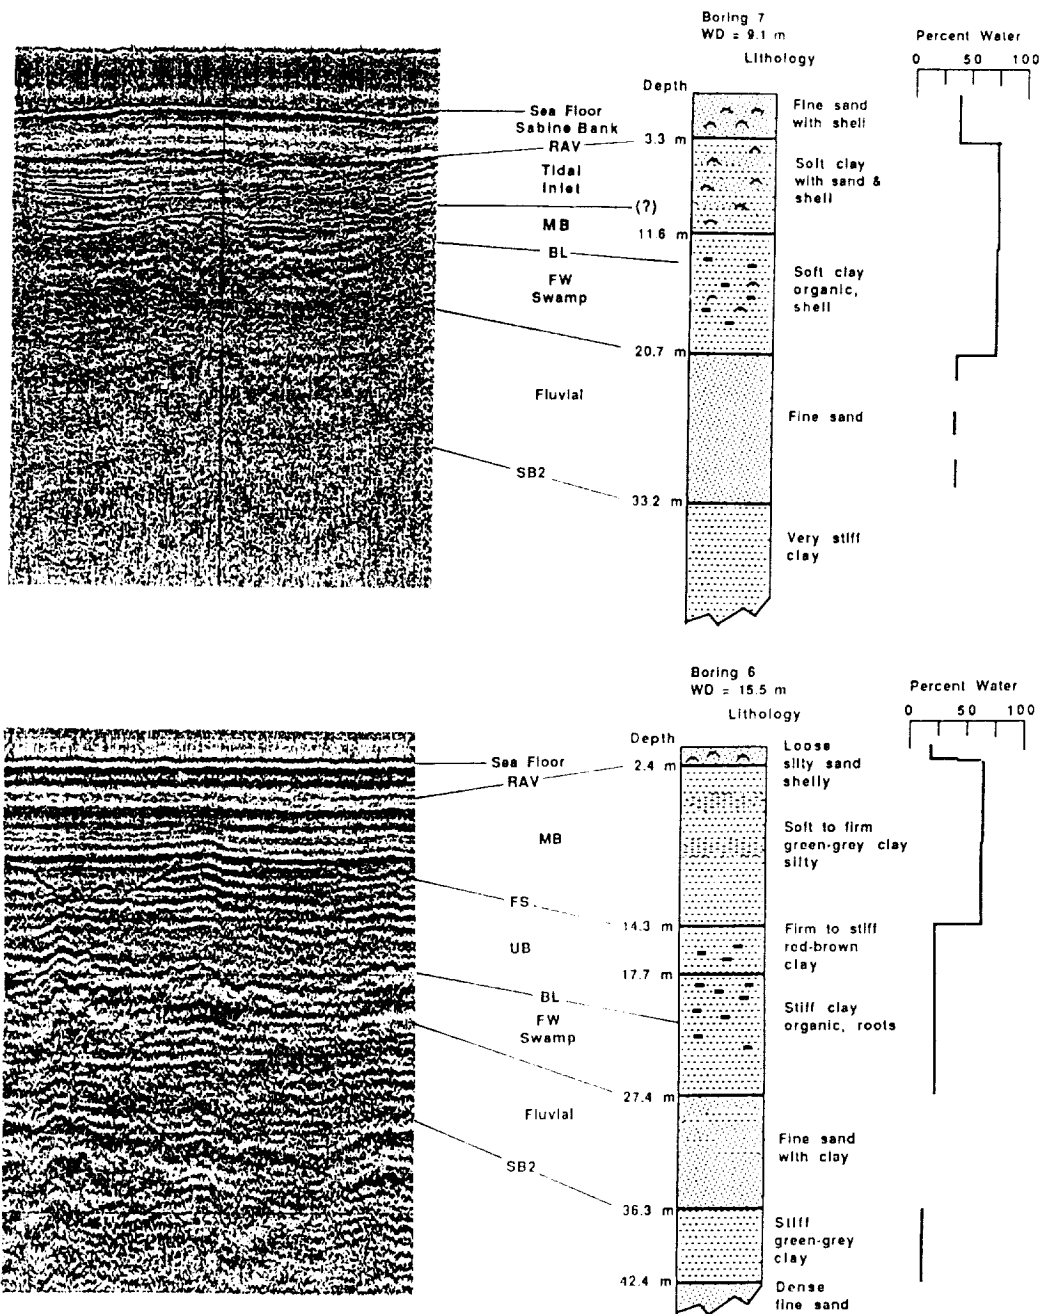 Boring 7
WD = 9.1 m
Lithology
Percent Water
0 50 100
Depth
Sea Floor
Sabine Bank
RAV
Tidal
Inlet
(?)
MB
BL
FW
Swamp
Fluvial
SB2
3.3 m
11.6 m
20.7 m
33.2 m
Fine sand
with shell
Soft clay
with sand &
shell
Soft clay
organic,
shell
Fine sand
Very stiff
clay
Boring 6
WD = 15.5 m
Lithology
Percent Water
0 50 100
Depth
Sea Floor
RAV
MB
FS
UB
BL
FW
Swamp
Fluvial
SB2
2.4 m
14.3 m
17.7 m
27.4 m
36.3 m
42.4 m
Loose
silty sand
shelly
Soft to firm
green-grey clay
silty
Firm to stiff
red-brown
clay
Stiff clay
organic, roots
Fine sand
with clay
Stiff
green-grey
clay
Dense
fine sand